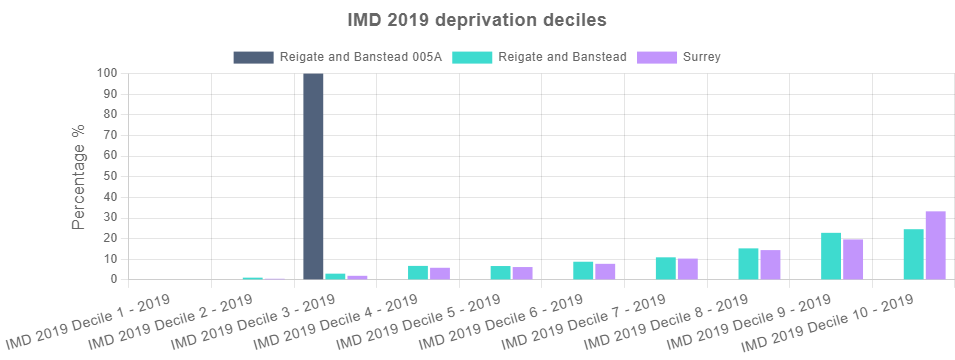 IMD 2019 deprivation deciles
Reigate and Banstead 005A
Reigate and Banstead
Surrey
Percentage %
100
90
80
70
60
50
40
30
20
10
0
IMD 2019 Decile 1 - 2019
IMD 2019 Decile 2 - 2019
IMD 2019 Decile 3 - 2019
IMD 2019 Decile 4 - 2019
IMD 2019 Decile 5 - 2019
IMD 2019 Decile 6 - 2019
IMD 2019 Decile 7 - 2019
IMD 2019 Decile 8 - 2019
IMD 2019 Decile 9 - 2019
IMD 2019 Decile 10 - 2019